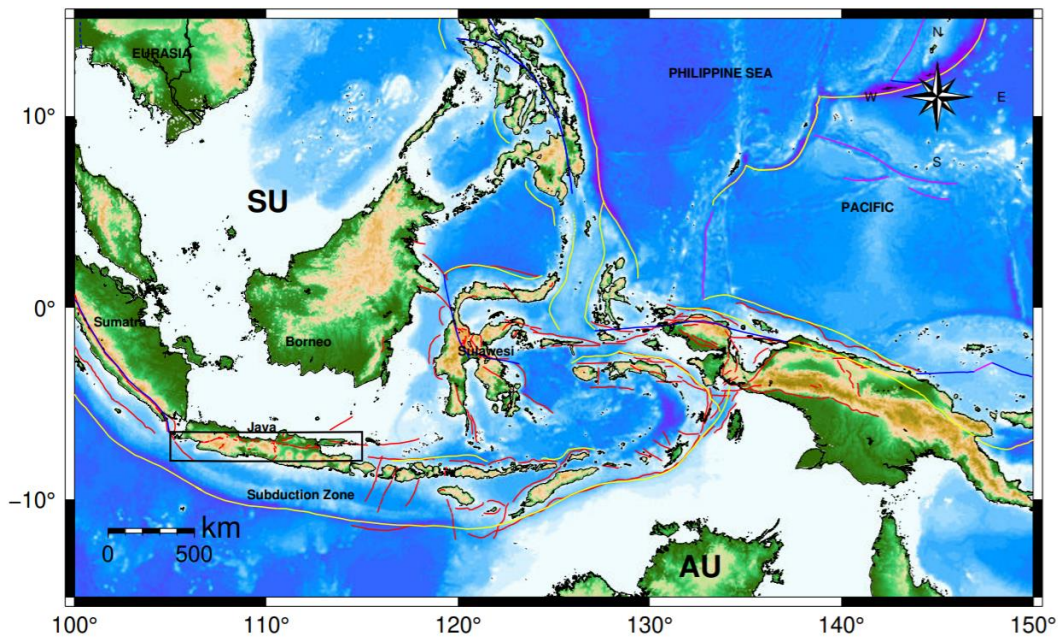 N
EURASIA
PHILIPPINE SEA
W
E
10°
S
SU
PACIFIC
0°
Sumatra
Borneo
Sulawesi
Java
Subduction Zone
−10°
km
0 500
AU
100° 110° 120° 130° 140° 150°